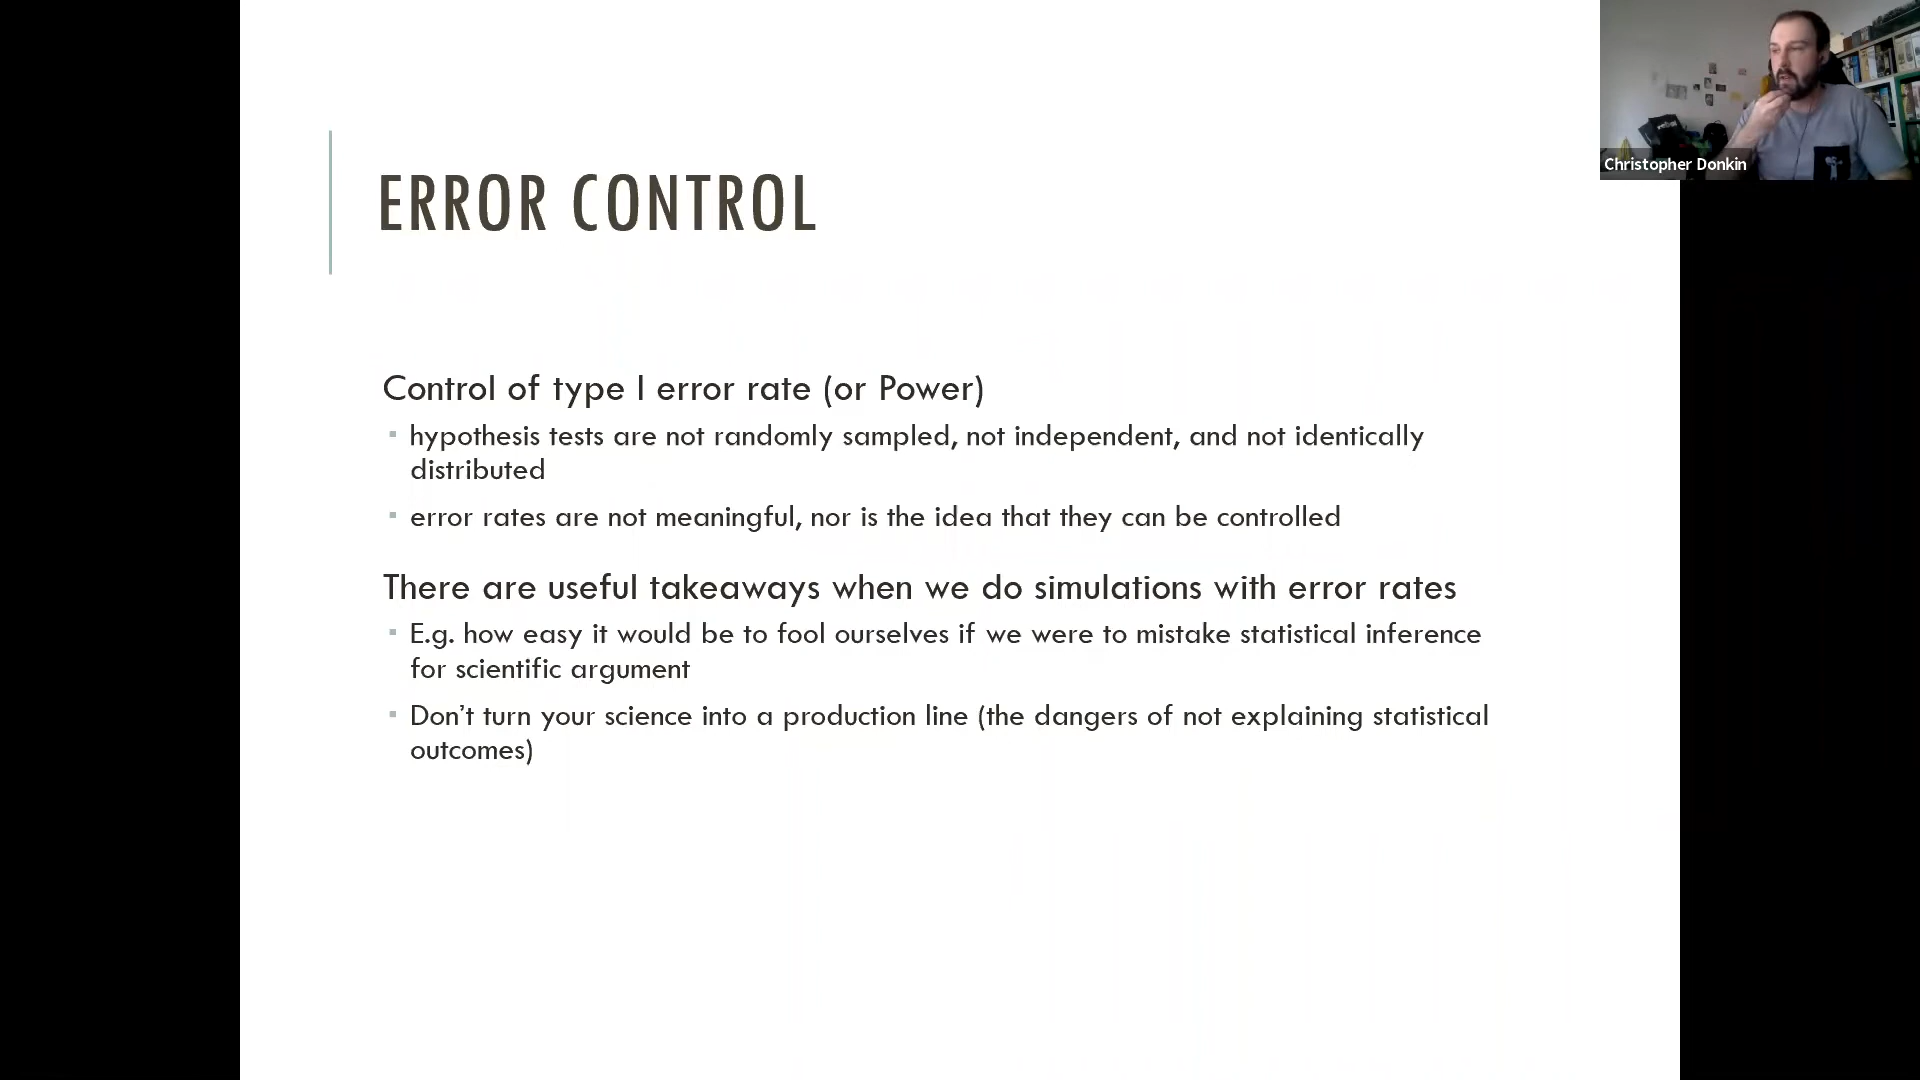 ERROR CONTROL
Control of type I error rate (or Power)
hypothesis tests are not randomly sampled, not independent, and not identically
distributed
error rates are not meaningful, nor is the idea that they can be controlled
There are useful takeaways when we do simulations with error rates
E.g. how easy it would be to fool ourselves if we were to mistake statistical inference
for scientific argument
Don’t turn your science into a production line (the dangers of not explaining statistical
outcomes)
Christopher Donkin